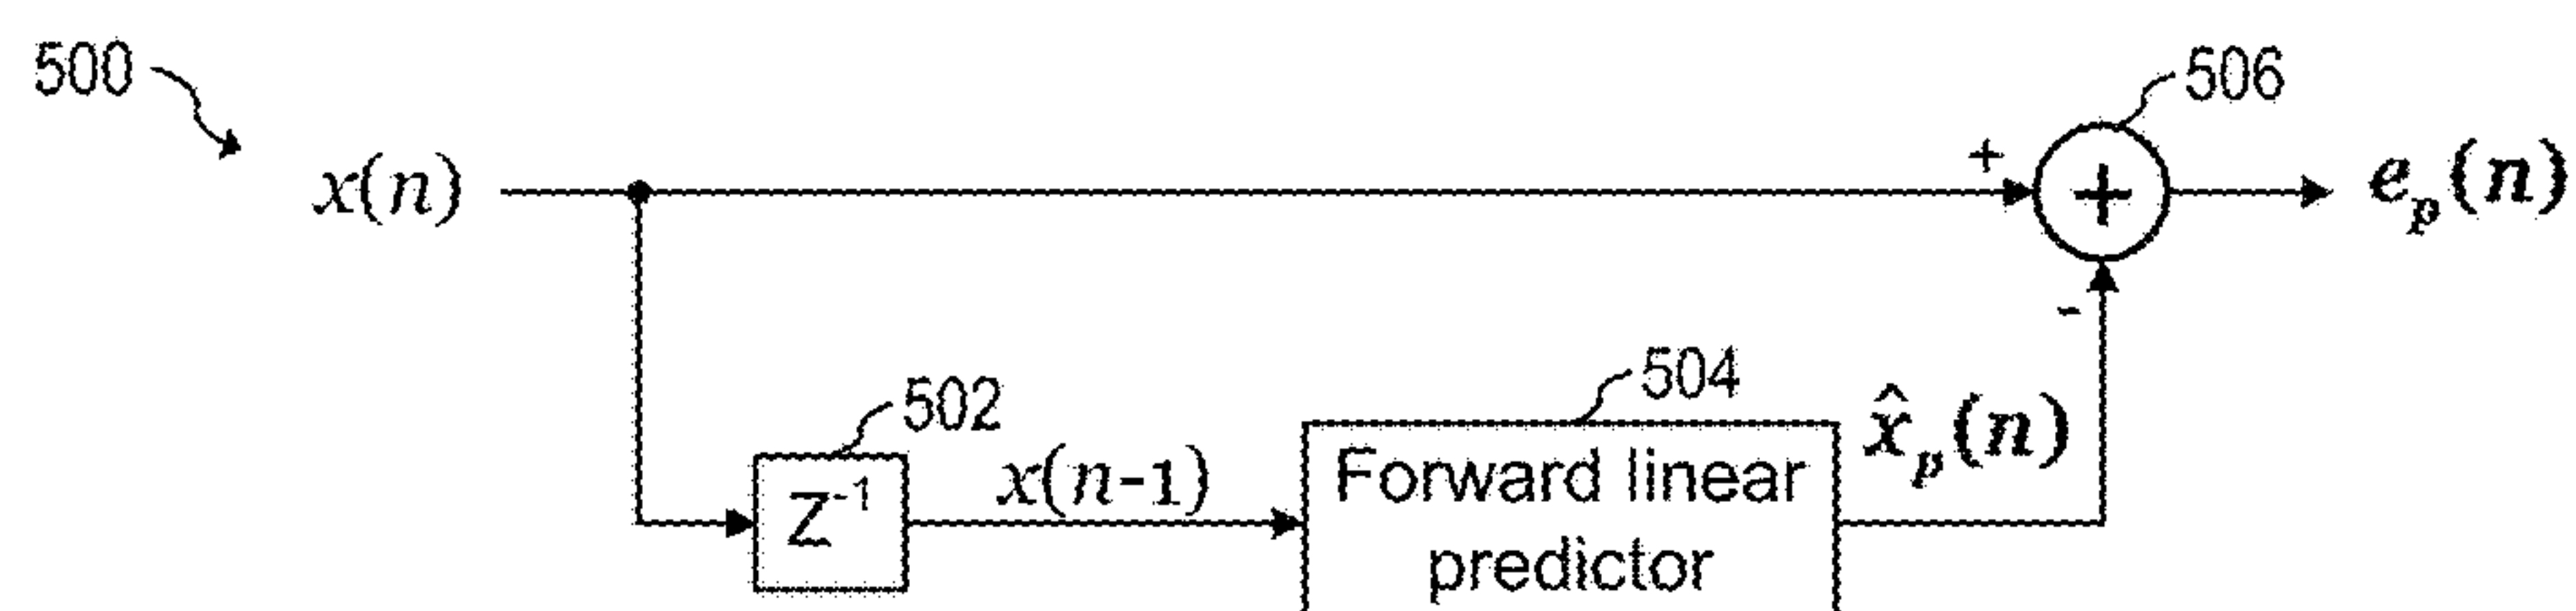 500
506
x(n)
+
+
e_p(n)
-
502
504
x̂_p(n)
Z⁻¹
x(n-1)
Forward linear
predictor